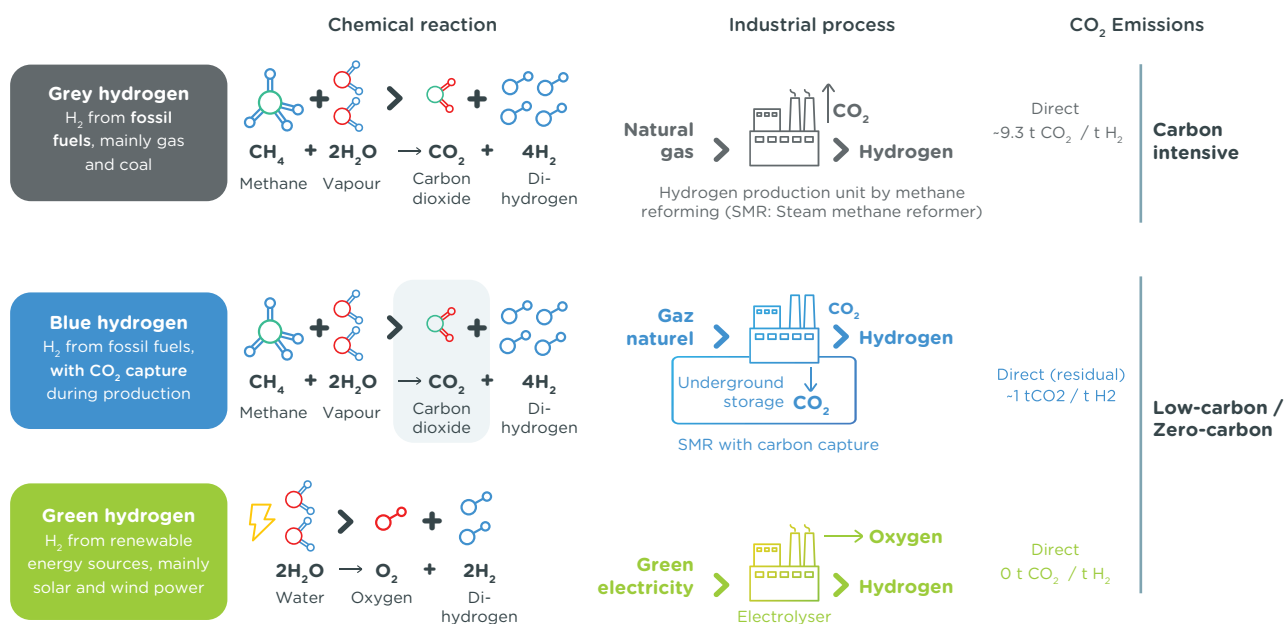 Chemical reaction
Industrial process
CO₂ Emissions
Grey hydrogen
H₂ from fossil
fuels, mainly gas
and coal
CH₄ + 2H₂O → CO₂ + 4H₂
Methane Vapour Carbon
dioxide Di-
hydrogen
Natural
gas
CO₂
Hydrogen
Hydrogen production unit by methane
reforming (SMR: Steam methane reformer)
Direct
~9.3 t CO₂ / t H₂
Carbon
intensive
Blue hydrogen
H₂ from fossil fuels,
with CO₂ capture
during production
CH₄ + 2H₂O → CO₂ + 4H₂
Methane Vapour Carbon
dioxide Di-
hydrogen
Gaz
naturel
CO₂
Hydrogen
Underground
storage
CO₂
SMR with carbon capture
Direct (residual)
~1 tCO2 / t H2
Low-carbon /
Zero-carbon
Green hydrogen
H₂ from renewable
energy sources, mainly
solar and wind power
2H₂O → O₂ + 2H₂
Water Oxygen Di-
hydrogen
Green
electricity
Oxygen
Hydrogen
Electrolyser
Direct
0 t CO₂ / t H₂